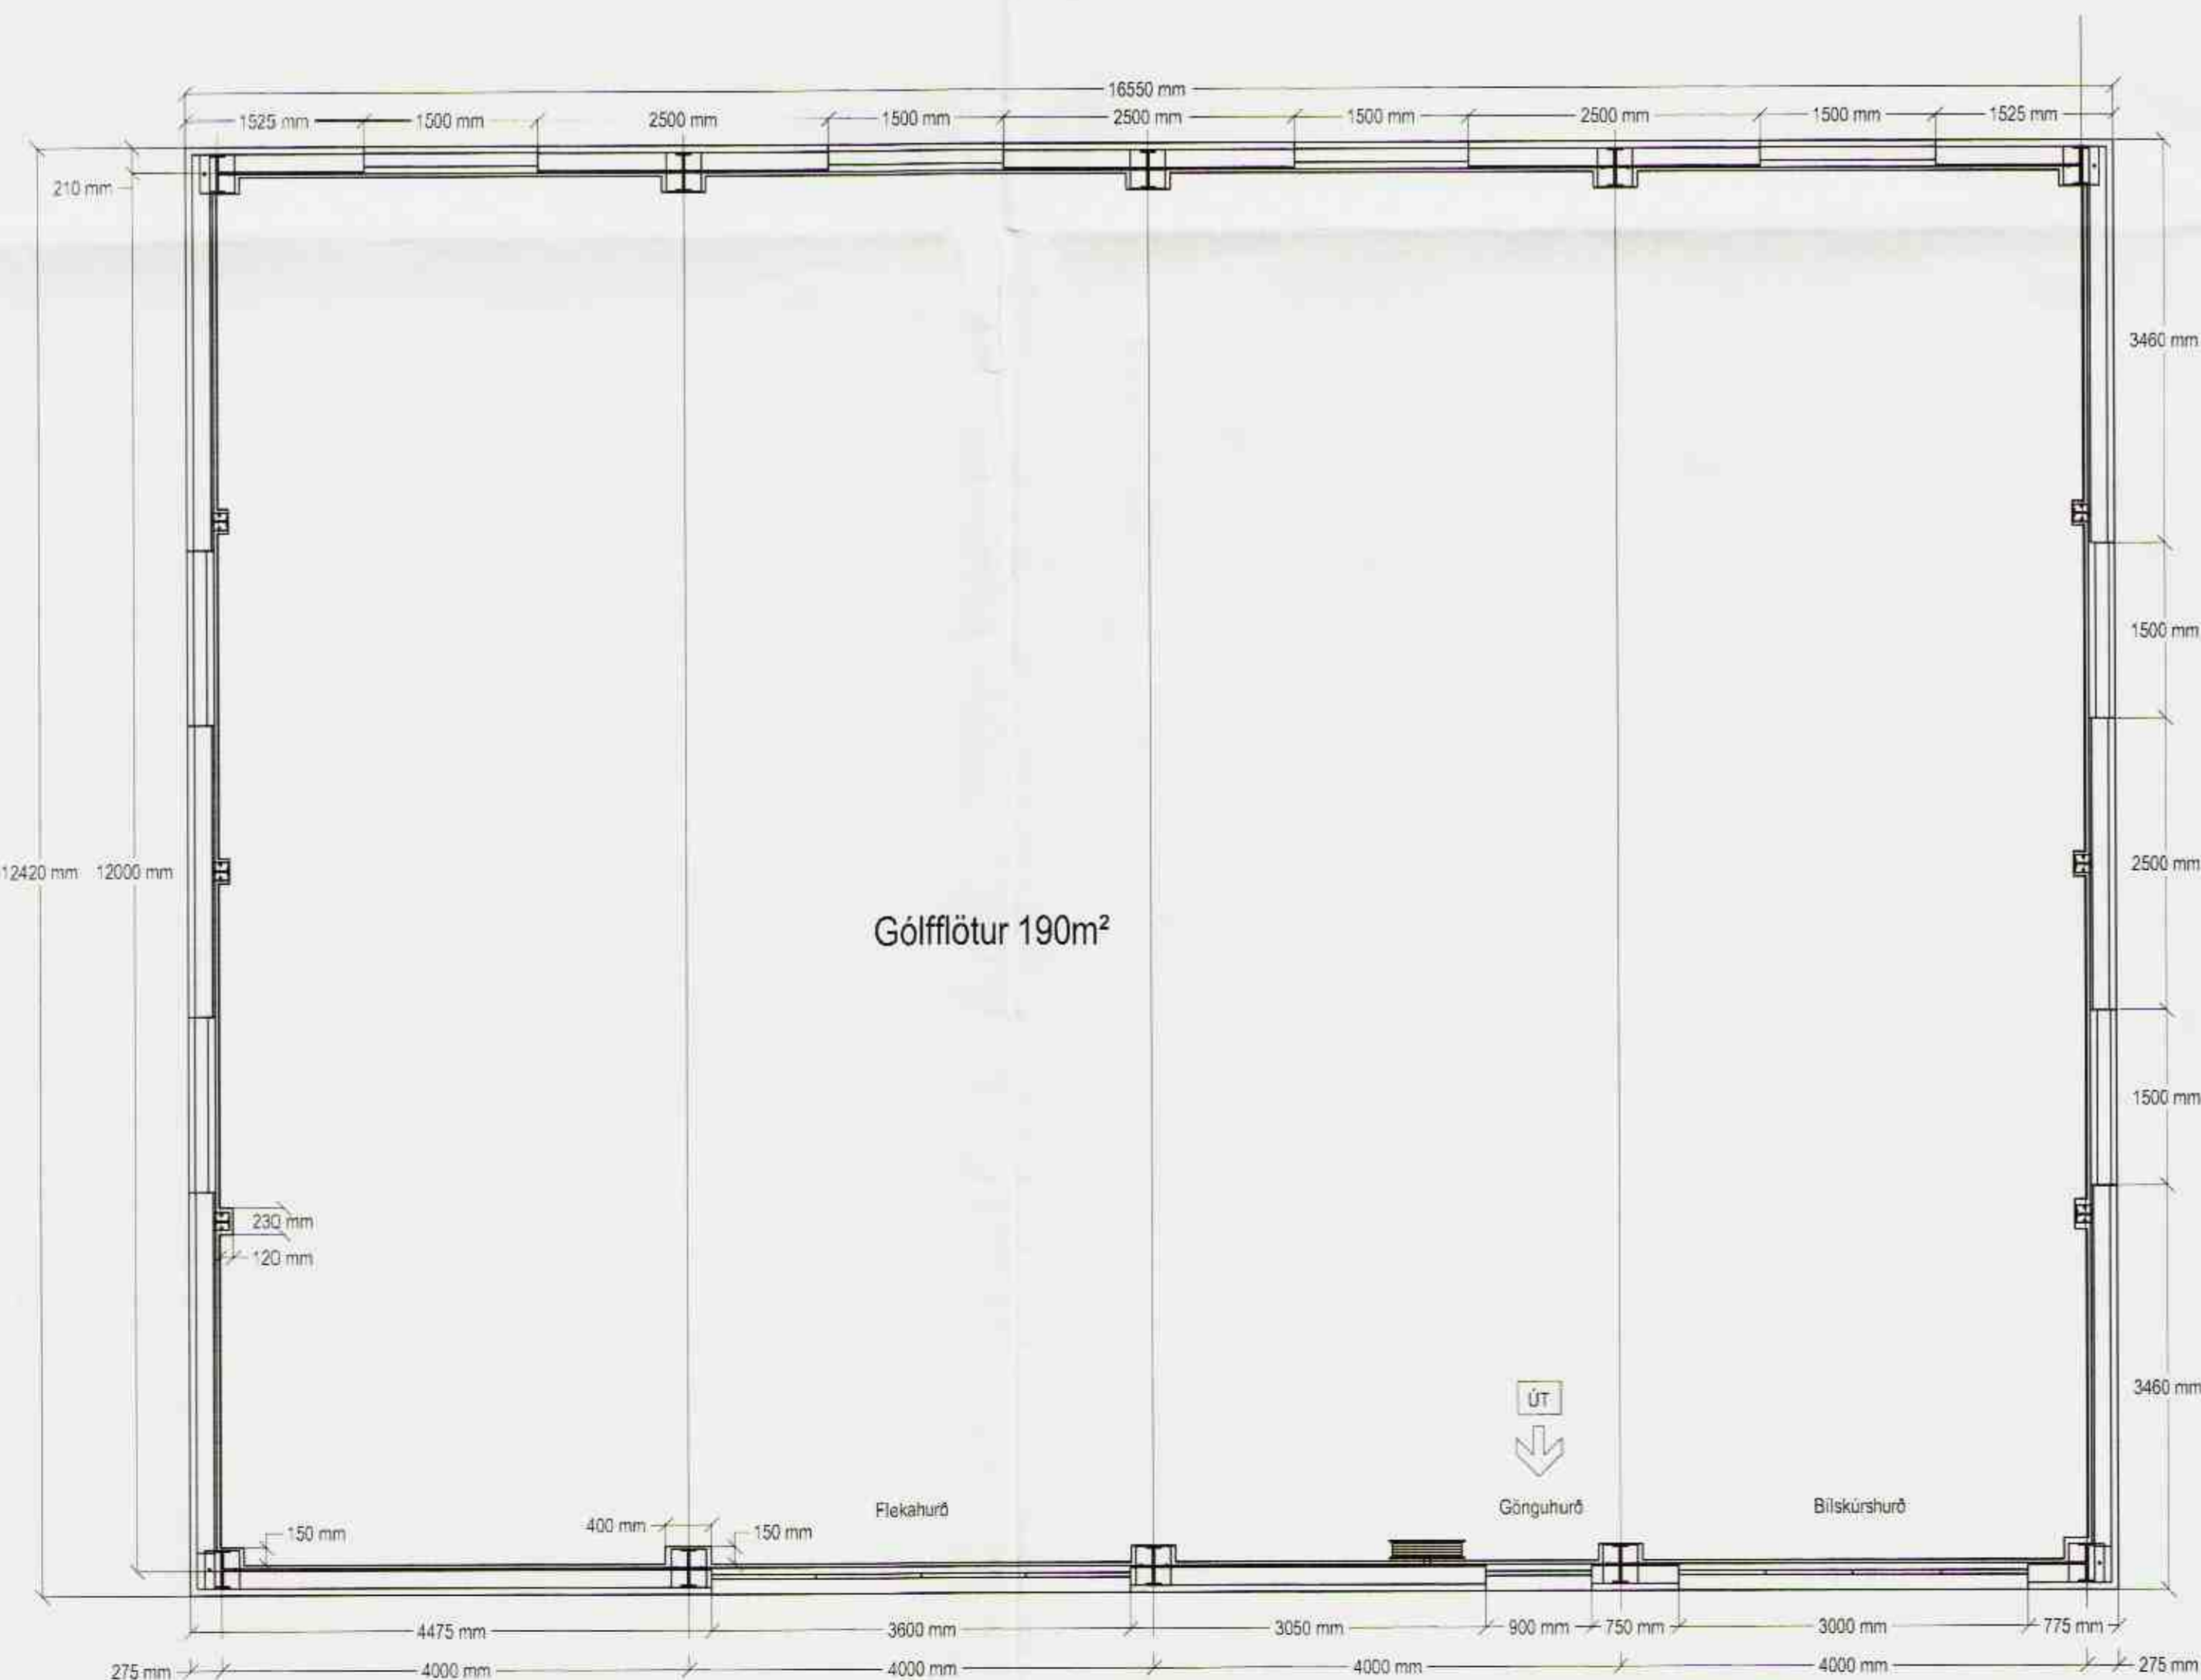 16550 mm
1525 mm 1500 mm 2500 mm 1500 mm 2500 mm 1500 mm 2500 mm 1500 mm 1525 mm
210 mm
3460 mm
1500 mm
12420 mm 12000 mm
2500 mm
Gólfflötur 190m²
1500 mm
230 mm
120 mm
3460 mm
ÚT
Flekahurð
Gönguhurð
Bílskúrshurð
150 mm
400 mm
150 mm
4475 mm 3600 mm 3050 mm 900 mm 750 mm 3000 mm 775 mm
275 mm 4000 mm 4000 mm 4000 mm 4000 mm 275 mm